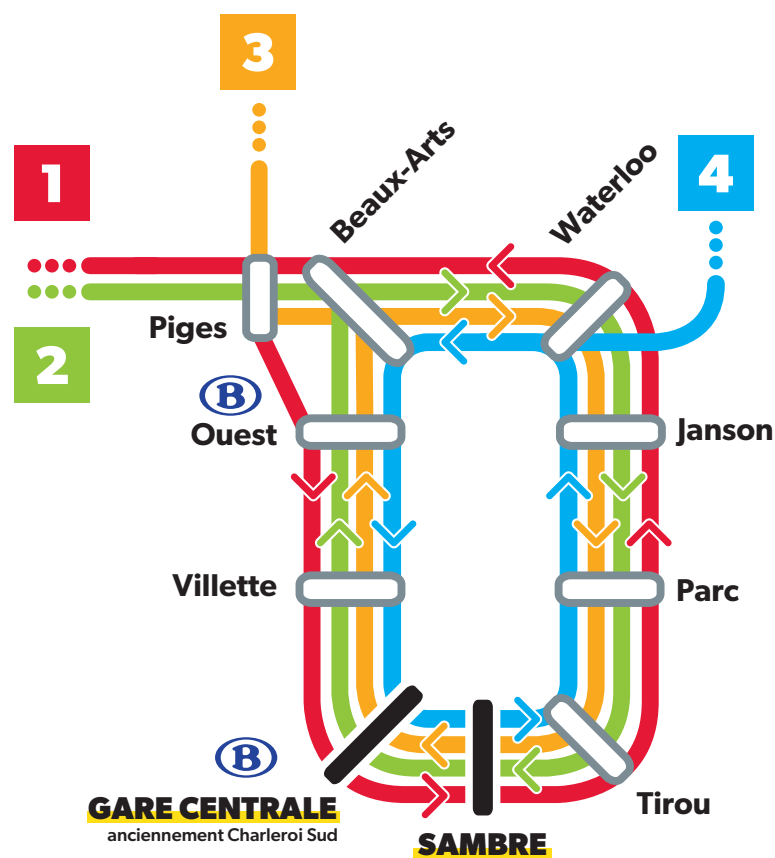 3
Beaux-Arts
Waterloo
1
4
Piges
2
B
Ouest
Janson
Villette
Parc
B
GARE CENTRALE
anciennement Charleroi Sud
Tirou
SAMBRE